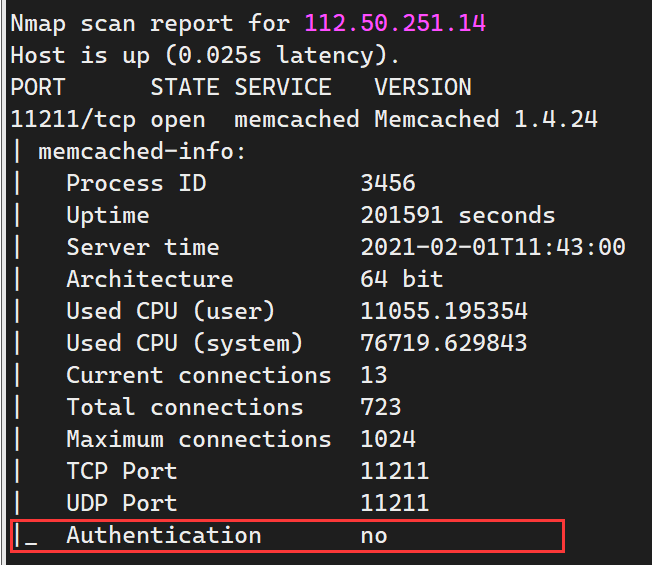 Nmap scan report for 112.50.251.14
Host is up (0.025s latency).
PORT      STATE SERVICE   VERSION
11211/tcp open  memcached Memcached 1.4.24
| memcached-info:
|   Process ID           3456
|   Uptime               201591 seconds
|   Server time          2021-02-01T11:43:00
|   Architecture         64 bit
|   Used CPU (user)      11055.195354
|   Used CPU (system)    76719.629843
|   Current connections  13
|   Total connections    723
|   Maximum connections  1024
|   TCP Port             11211
|   UDP Port             11211
|_  Authentication       no